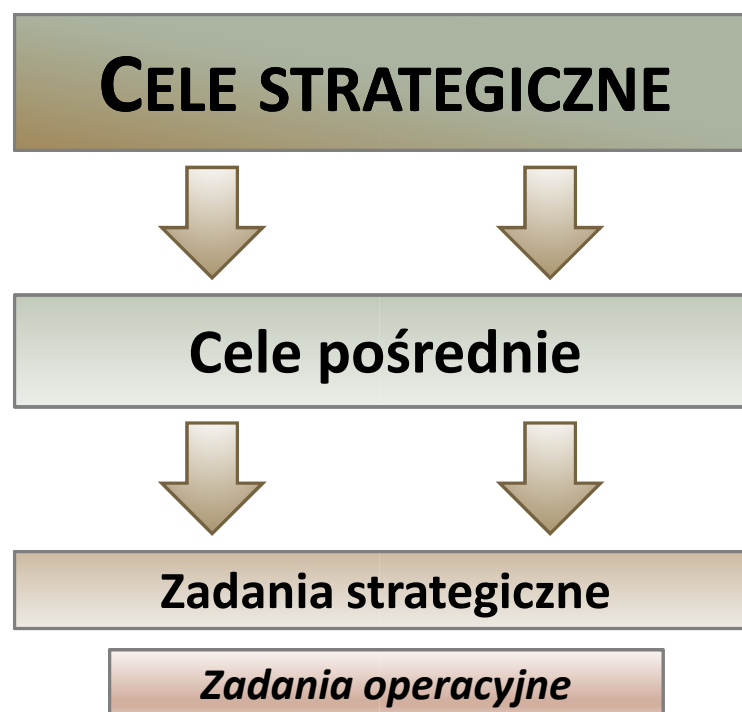 CELE STRATEGICZNE
Cele pośrednie
Zadania strategiczne
Zadania operacyjne